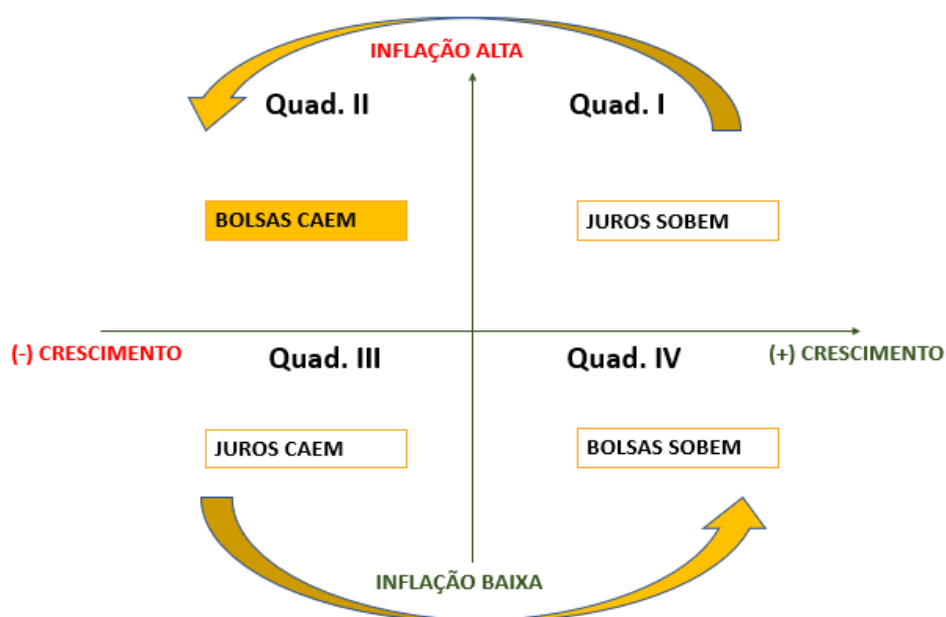 INFLAÇÃO ALTA
Quad. II
Quad. I
BOLSAS CAEM
JUROS SOBEM
(-) CRESCIMENTO
Quad. III
Quad. IV
(+) CRESCIMENTO
JUROS CAEM
BOLSAS SOBEM
INFLAÇÃO BAIXA